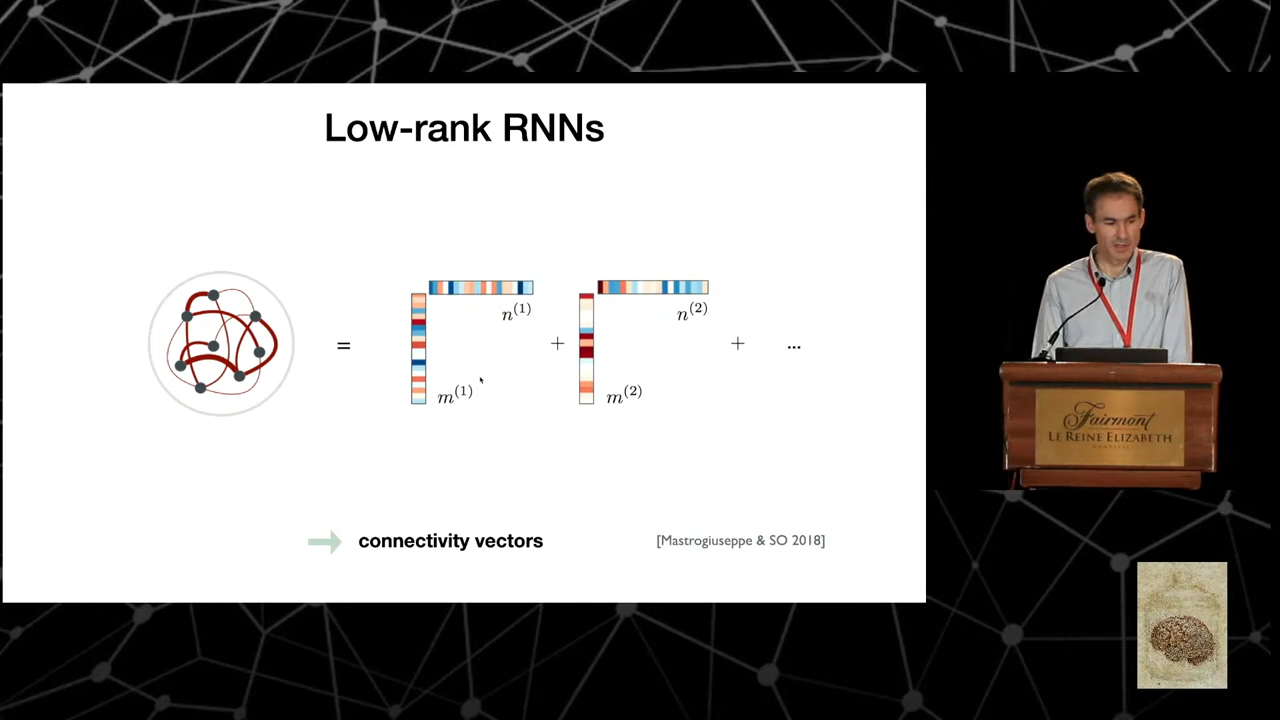 Low-rank RNNs
=
n^{(1)}
m^{(1)}
+
n^{(2)}
m^{(2)}
+
...
connectivity vectors
[Mastrogiuseppe & SO 2018]
Fairmont
LE REINE ELIZABETH